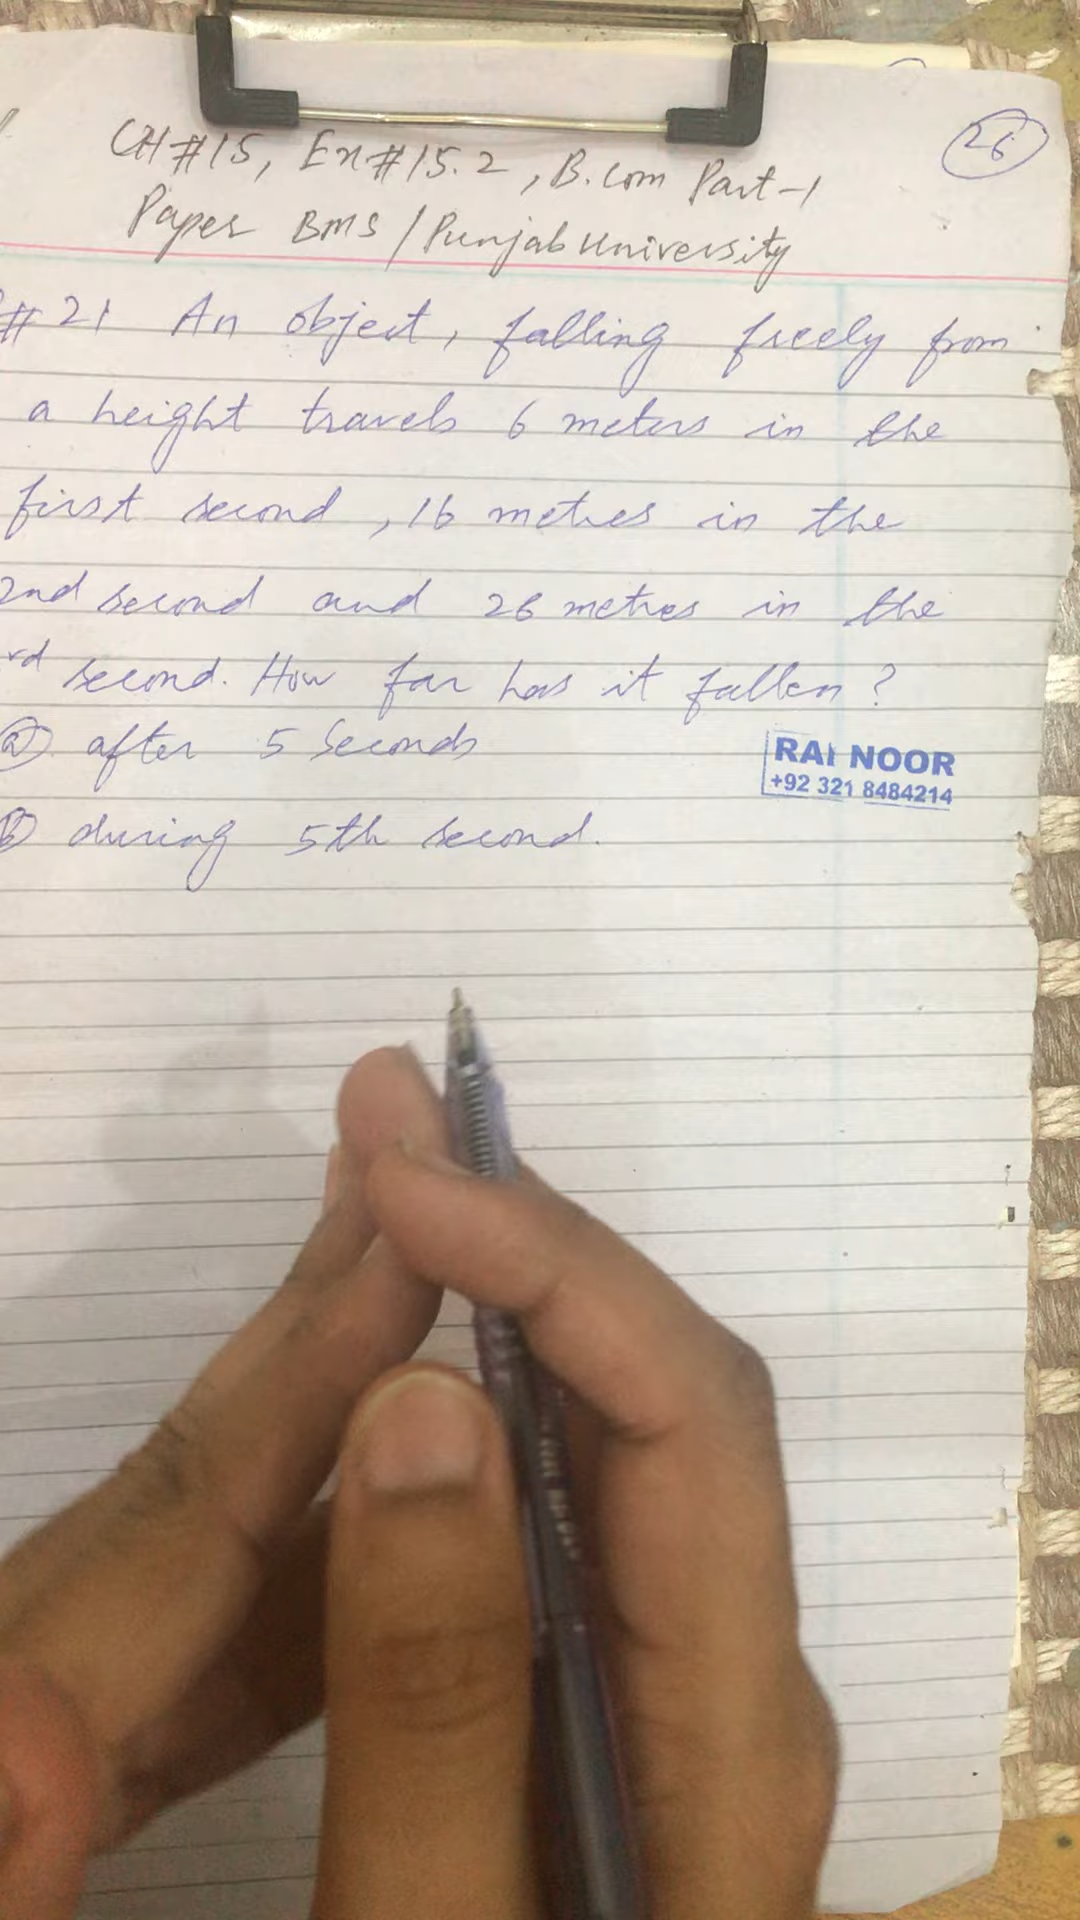 CH#15, Ex#15.2, B.com Part-1
Paper BMS / Punjab University
26
#21 An object, falling freely from
a height travels 6 meters in the
first second, 16 metres in the
2nd second and 26 metres in the
rd second. How far has it fallen?
(a) after 5 Seconds
RAI NOOR
+92 321 8484214
(b) during 5th second.